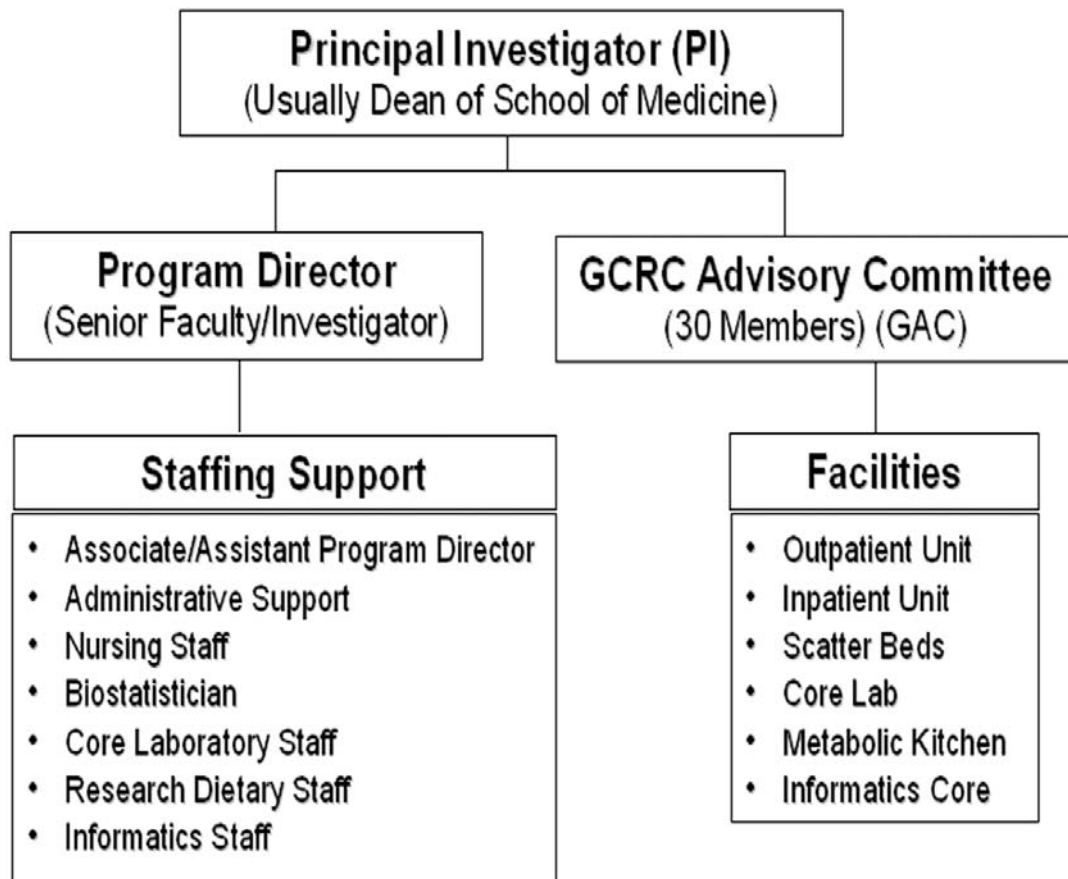 Principal Investigator (PI)
(Usually Dean of School of Medicine)
Program Director
(Senior Faculty/Investigator)
GCRC Advisory Committee
(30 Members) (GAC)
Staffing Support
• Associate/Assistant Program Director
• Administrative Support
• Nursing Staff
• Biostatistician
• Core Laboratory Staff
• Research Dietary Staff
• Informatics Staff
Facilities
• Outpatient Unit
• Inpatient Unit
• Scatter Beds
• Core Lab
• Metabolic Kitchen
• Informatics Core